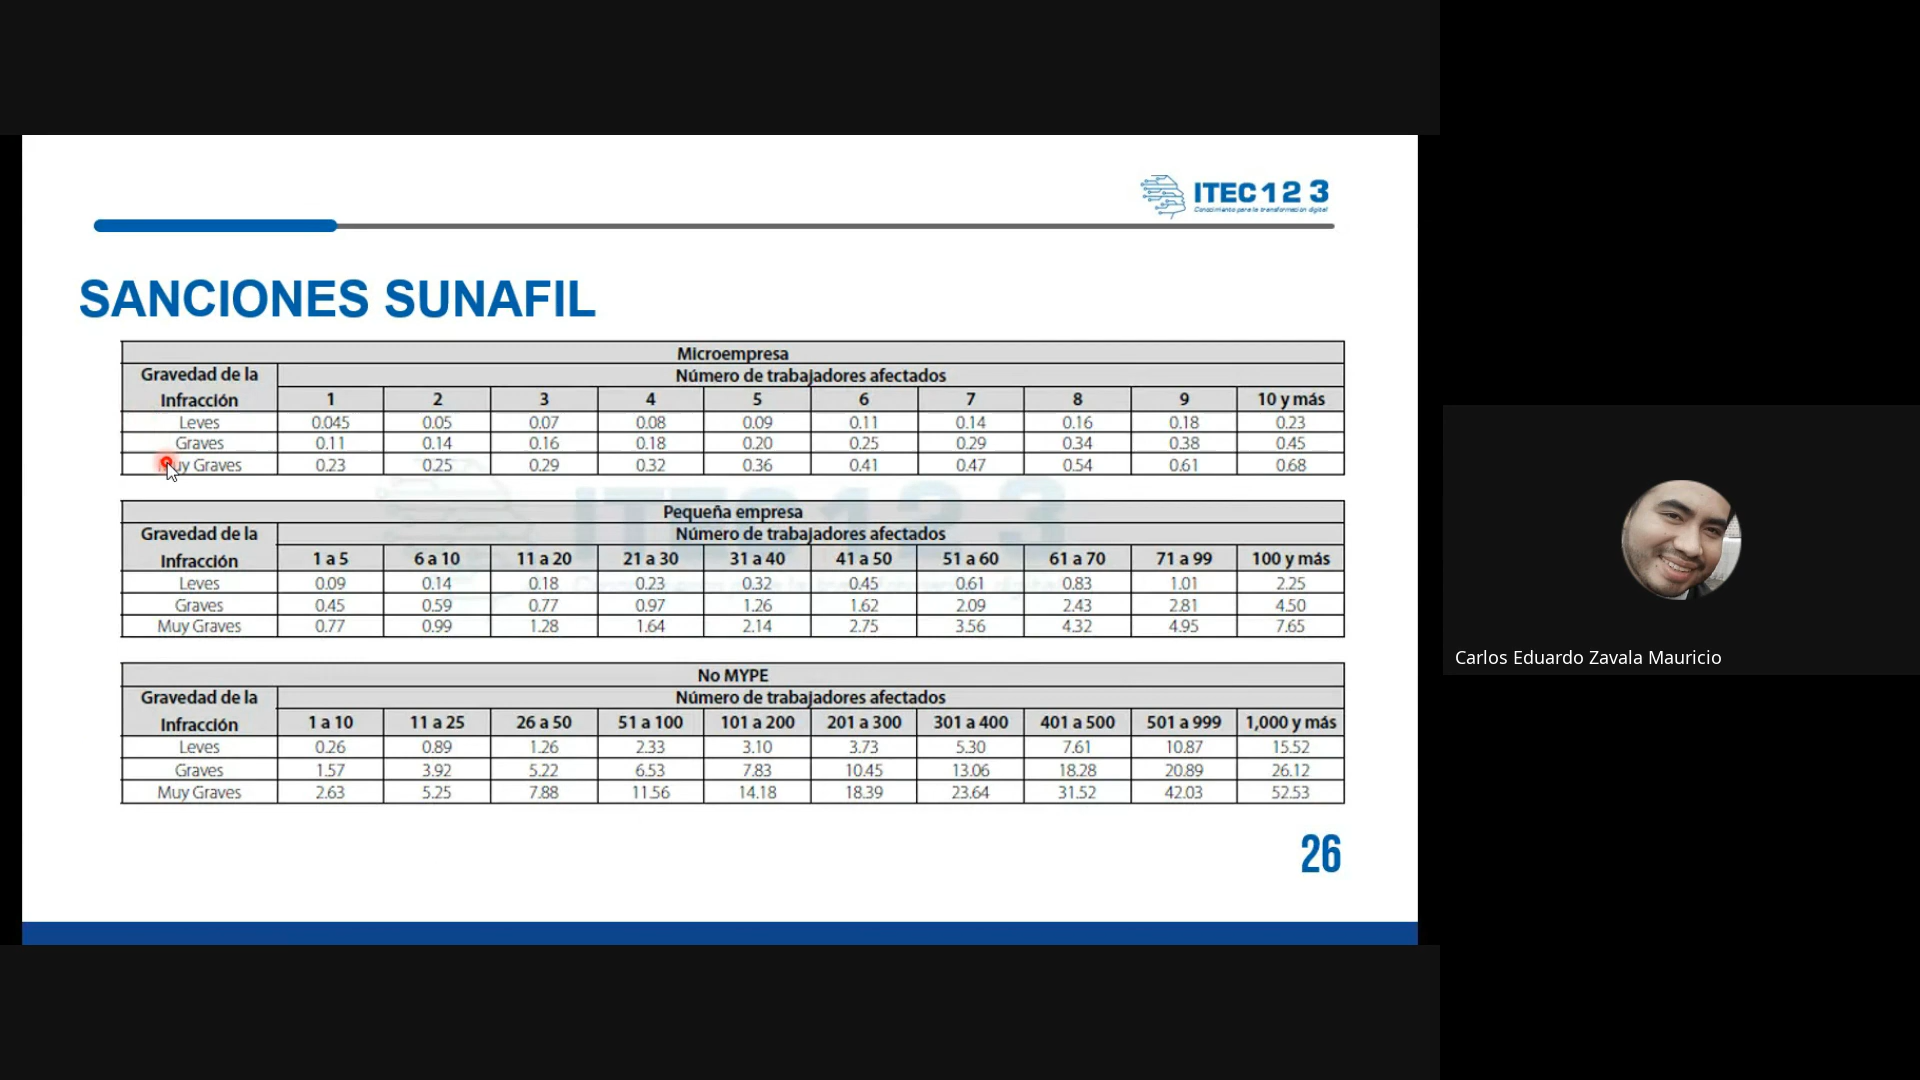 ITEC 1 2 3
Conocimiento para la transformación digital
SANCIONES SUNAFIL
Microempresa
Gravedad de la Infracción Número de trabajadores afectados
1 2 3 4 5 6 7 8 9 10 y más
Leves 0.045 0.05 0.07 0.08 0.09 0.11 0.14 0.16 0.18 0.23
Graves 0.11 0.14 0.16 0.18 0.20 0.25 0.29 0.34 0.38 0.45
Muy Graves 0.23 0.25 0.29 0.32 0.36 0.41 0.47 0.54 0.61 0.68
Pequeña empresa
Gravedad de la Infracción Número de trabajadores afectados
1 a 5 6 a 10 11 a 20 21 a 30 31 a 40 41 a 50 51 a 60 61 a 70 71 a 99 100 y más
Leves 0.09 0.14 0.18 0.23 0.32 0.45 0.61 0.83 1.01 2.25
Graves 0.45 0.59 0.77 0.97 1.26 1.62 2.09 2.43 2.81 4.50
Muy Graves 0.77 0.99 1.28 1.64 2.14 2.75 3.56 4.32 4.95 7.65
No MYPE
Gravedad de la Infracción Número de trabajadores afectados
1 a 10 11 a 25 26 a 50 51 a 100 101 a 200 201 a 300 301 a 400 401 a 500 501 a 999 1,000 y más
Leves 0.26 0.89 1.26 2.33 3.10 3.73 5.30 7.61 10.87 15.52
Graves 1.57 3.92 5.22 6.53 7.83 10.45 13.06 18.28 20.89 26.12
Muy Graves 2.63 5.25 7.88 11.56 14.18 18.39 23.64 31.52 42.03 52.53
26
Carlos Eduardo Zavala Mauricio